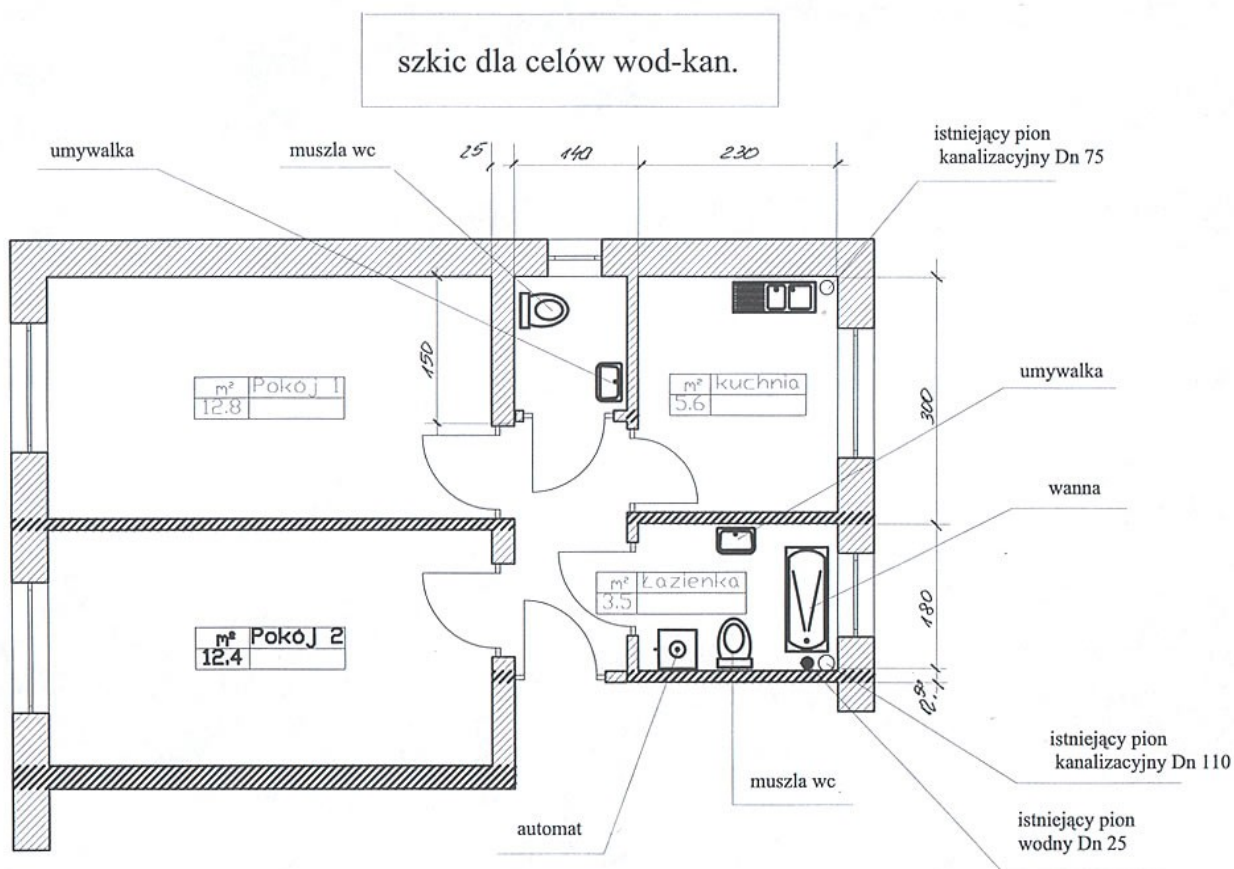 szkic dla celów wod-kan.
istniejący pion
kanalizacyjny Dn 75
umywalka
muszla wc
25
140
230
150
m² Pokój 1
12.8
m² kuchnia
5.6
umywalka
300
wanna
m² Łazienka
3.5
180
m² Pokój 2
12.4
istniejący pion
kanalizacyjny Dn 110
muszla wc
automat
istniejący pion
wodny Dn 25